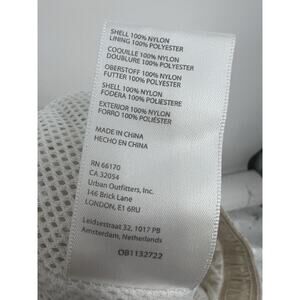 SHELL 100% NYLON
LINING 100% POLYESTER
COQUILLE 100% NYLON
DOUBLURE 100% POLYESTER
OBERSTOFF 100% NYLON
FUTTER 100% POLYESTER
SHELL 100% NYLON
FODERA 100% POLIESTERE
EXTERIOR 100% NYLON
FORRO 100% POLIÉSTER
MADE IN CHINA
HECHO EN CHINA
RN 66170
CA 32054
Urban Outfitters, Inc.
146 Brick Lane
LONDON, E1 6RU
Leidsestraat 32, 1017 PB
Amsterdam, Netherlands
OB1132722